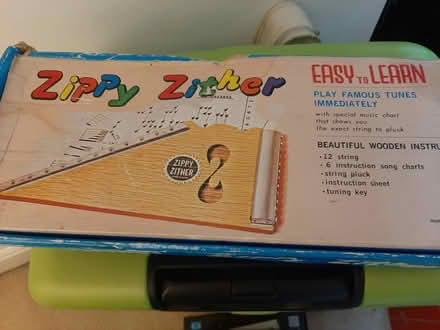 Zippy Zither
EASY TO LEARN
PLAY FAMOUS TUNES
IMMEDIATELY
with special music chart
that shows you
the exact string to plusk
BEAUTIFUL WOODEN INSTRU
• 12 string
• 6 instruction song charts
• string pluck
• instruction sheet
• tuning key
ZIPPY
ZITHER